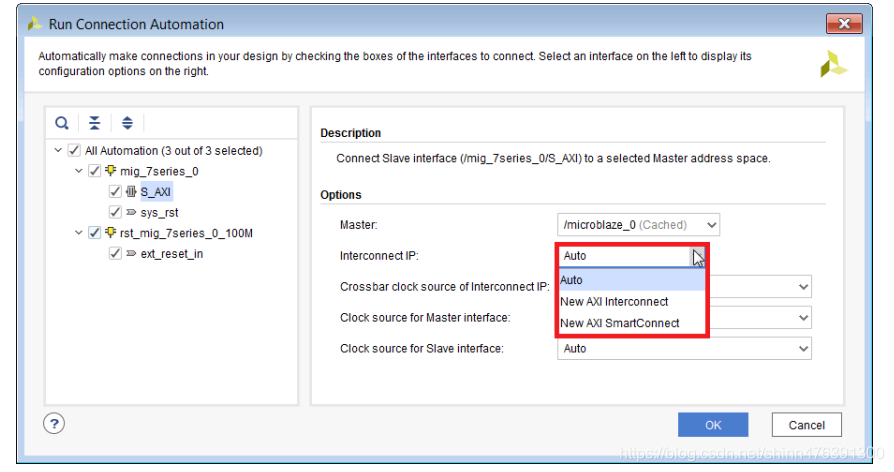 Run Connection Automation
Automatically make connections in your design by checking the boxes of the interfaces to connect. Select an interface on the left to display its
configuration options on the right.
All Automation (3 out of 3 selected)
mig_7series_0
S_AXI
sys_rst
rst_mig_7series_0_100M
ext_reset_in
Description
Connect Slave interface (/mig_7series_0/S_AXI) to a selected Master address space.
Options
Master: /microblaze_0 (Cached)
Interconnect IP: Auto
Auto
New AXI Interconnect
New AXI SmartConnect
Crossbar clock source of Interconnect IP:
Clock source for Master interface:
Clock source for Slave interface: Auto
?
OK
Cancel
https://blog.csdn.net/shinn476391300